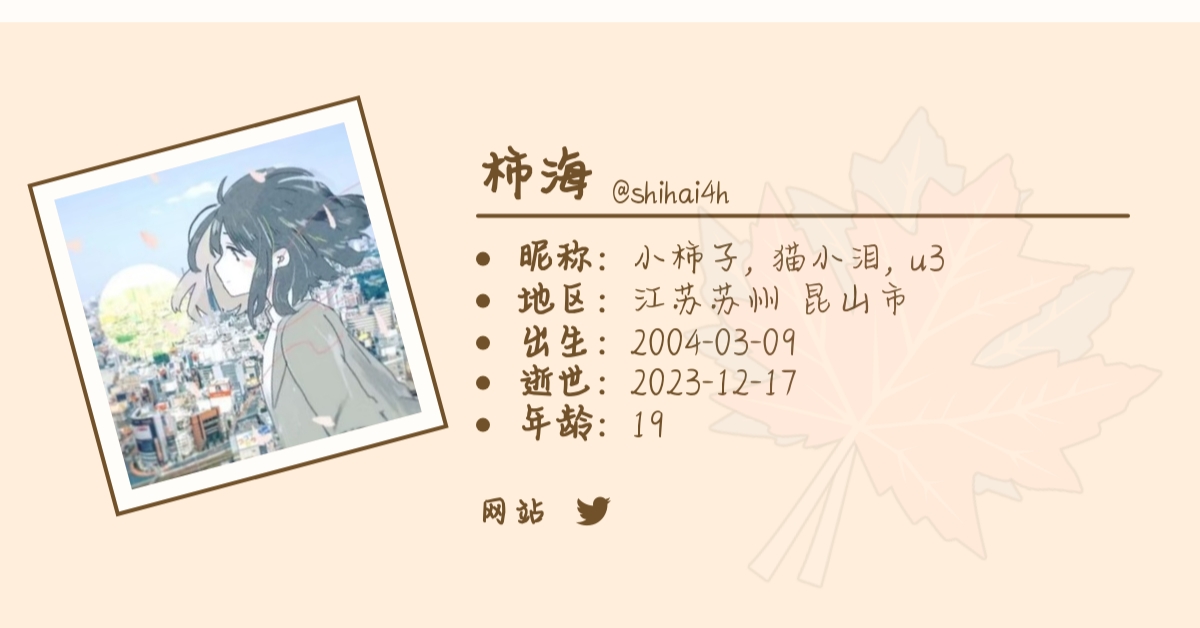 柿海 @shihai4h
昵称：小柿子, 猫小泪, u3
地区：江苏苏州 昆山市
出生：2004-03-09
逝世：2023-12-17
年龄：19
网站